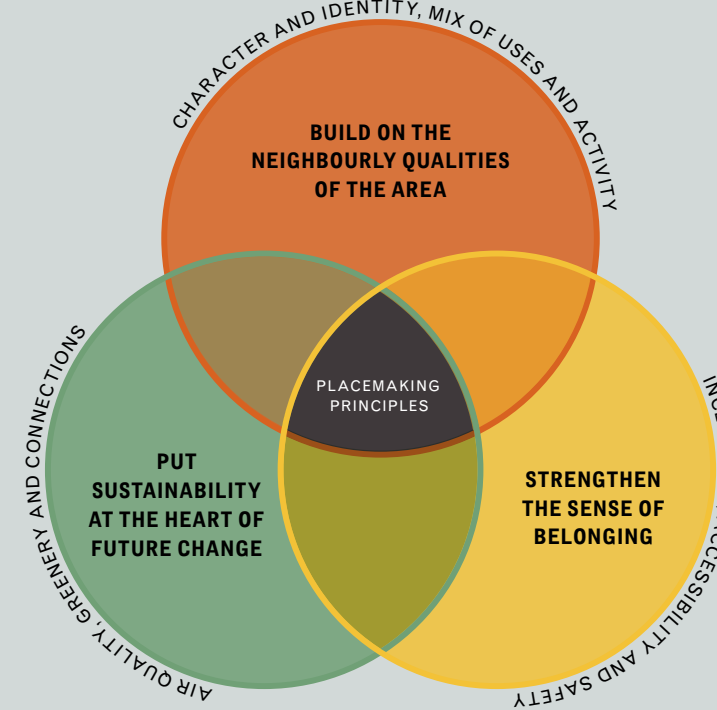 CHARACTER AND IDENTITY, MIX OF USES AND ACTIVITY
BUILD ON THE
NEIGHBOURLY QUALITIES
OF THE AREA
PLACEMAKING
PRINCIPLES
PUT
SUSTAINABILITY
AT THE HEART OF
FUTURE CHANGE
STRENGTHEN
THE SENSE OF
BELONGING
AIR QUALITY, GREENERY AND CONNECTIONS
ACCESSIBILITY AND SAFETY